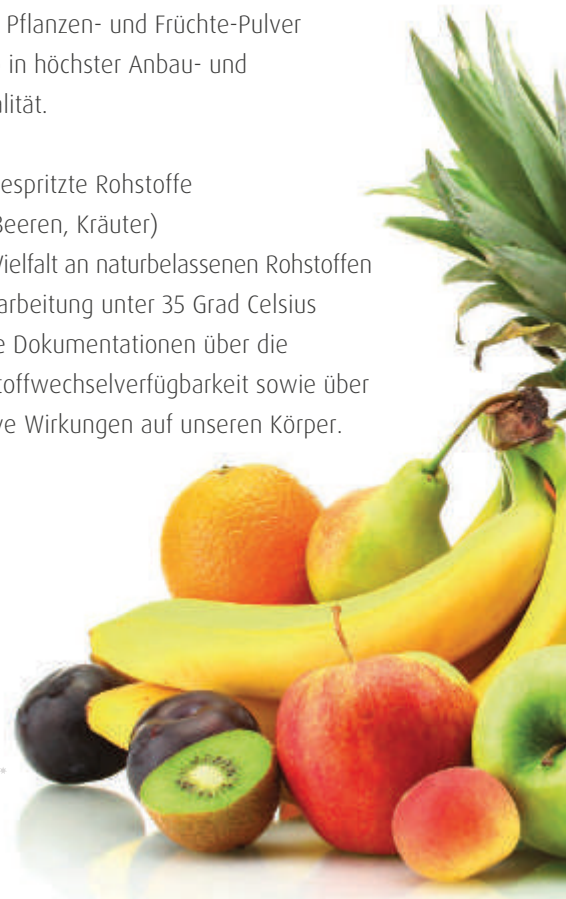 Pflanzen- und Früchte-Pulver
in höchster Anbau- und
alität.
espritzte Rohstoffe
Beeren, Kräuter)
Vielfalt an naturbelassenen Rohstoffen
arbeitung unter 35 Grad Celsius
e Dokumentationen über die
toffwechselverfügbarkeit sowie über
ve Wirkungen auf unseren Körper.